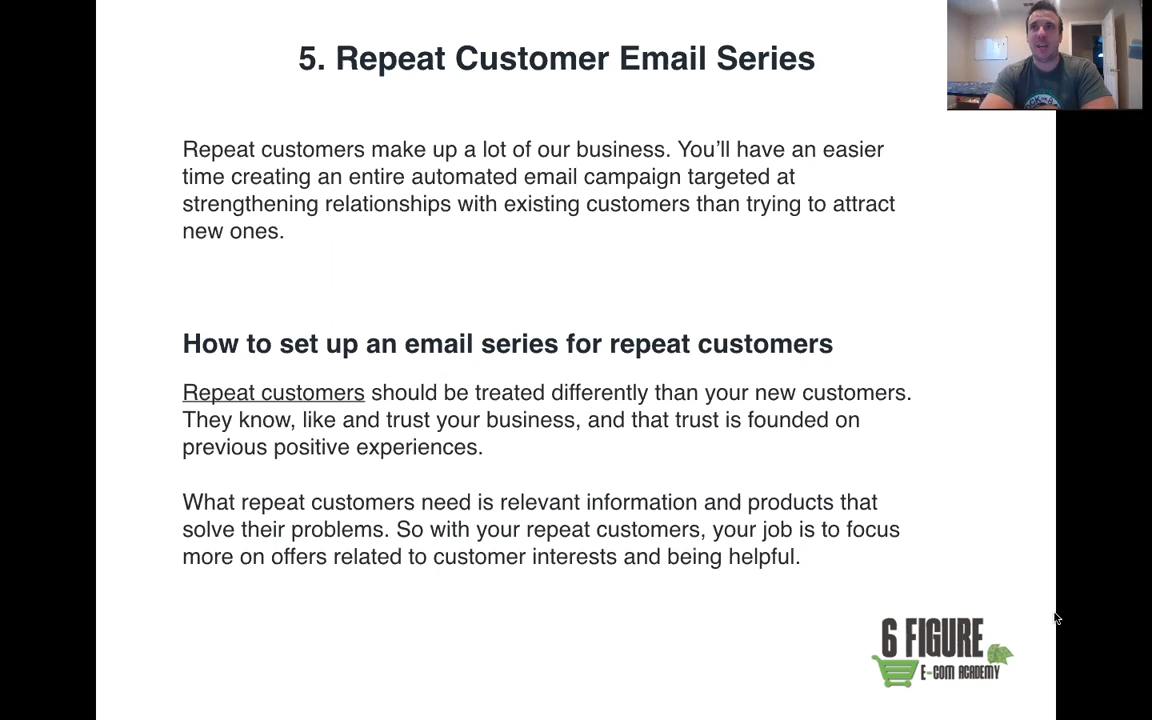 5. Repeat Customer Email Series
Repeat customers make up a lot of our business. You’ll have an easier
time creating an entire automated email campaign targeted at
strengthening relationships with existing customers than trying to attract
new ones.
How to set up an email series for repeat customers
Repeat customers should be treated differently than your new customers.
They know, like and trust your business, and that trust is founded on
previous positive experiences.
What repeat customers need is relevant information and products that
solve their problems. So with your repeat customers, your job is to focus
more on offers related to customer interests and being helpful.
6 FIGURE
E-COM ACADEMY